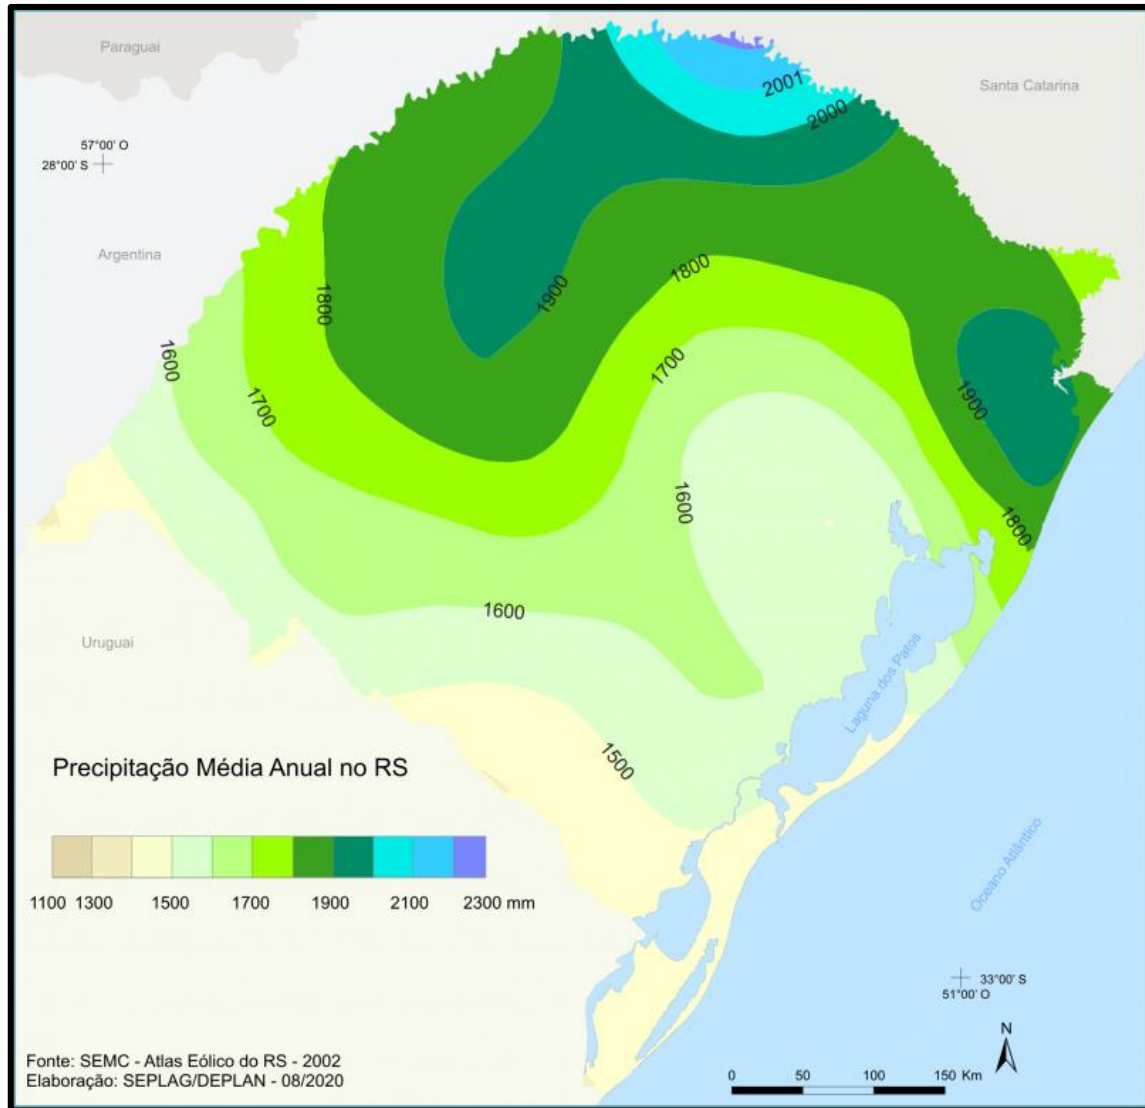 Paraguai
Santa Catarina
2001
2000
57°00' O
28°00' S
Argentina
1800
1900
1800
1600
1700
1700
1900
1600
1800
1600
Uruguai
Laguna dos Patos
1500
Precipitação Média Anual no RS
1100 1300 1500 1700 1900 2100 2300 mm
Oceano Atlântico
33°00' S
51°00' O
N
Fonte: SEMC - Atlas Eólico do RS - 2002
Elaboração: SEPLAG/DEPLAN - 08/2020
0 50 100 150 Km